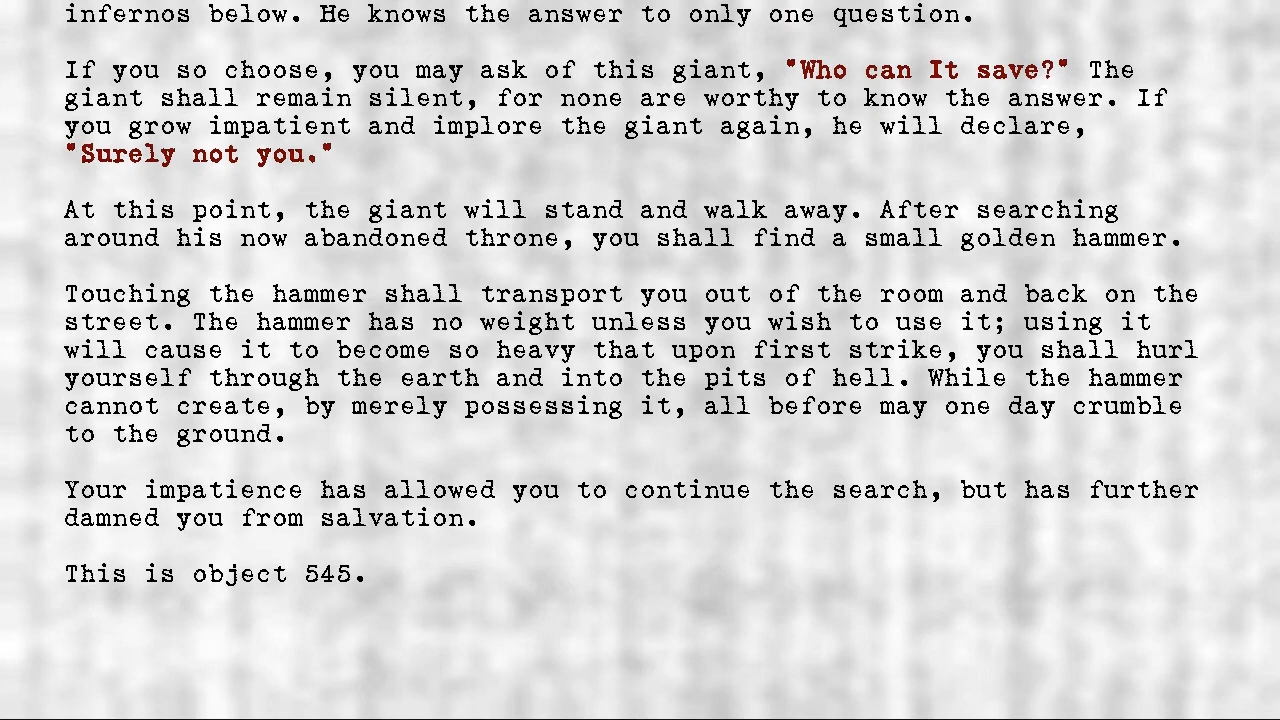 infernos below. He knows the answer to only one question.
If you so choose, you may ask of this giant, "Who can It save?" The
giant shall remain silent, for none are worthy to know the answer. If
you grow impatient and implore the giant again, he will declare,
"Surely not you."
At this point, the giant will stand and walk away. After searching
around his now abandoned throne, you shall find a small golden hammer.
Touching the hammer shall transport you out of the room and back on the
street. The hammer has no weight unless you wish to use it; using it
will cause it to become so heavy that upon first strike, you shall hurl
yourself through the earth and into the pits of hell. While the hammer
cannot create, by merely possessing it, all before may one day crumble
to the ground.
Your impatience has allowed you to continue the search, but has further
damned you from salvation.
This is object 545.